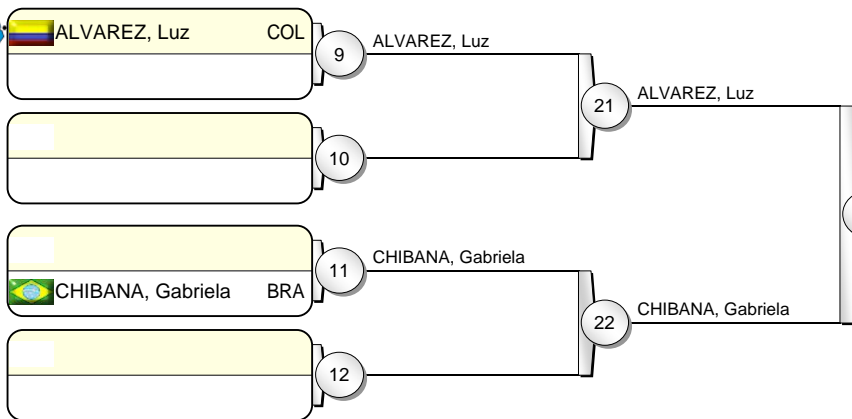 ALVAREZ, Luz COL
9
ALVAREZ, Luz
21
ALVAREZ, Luz
10
11
CHIBANA, Gabriela
CHIBANA, Gabriela BRA
22
CHIBANA, Gabriela
12